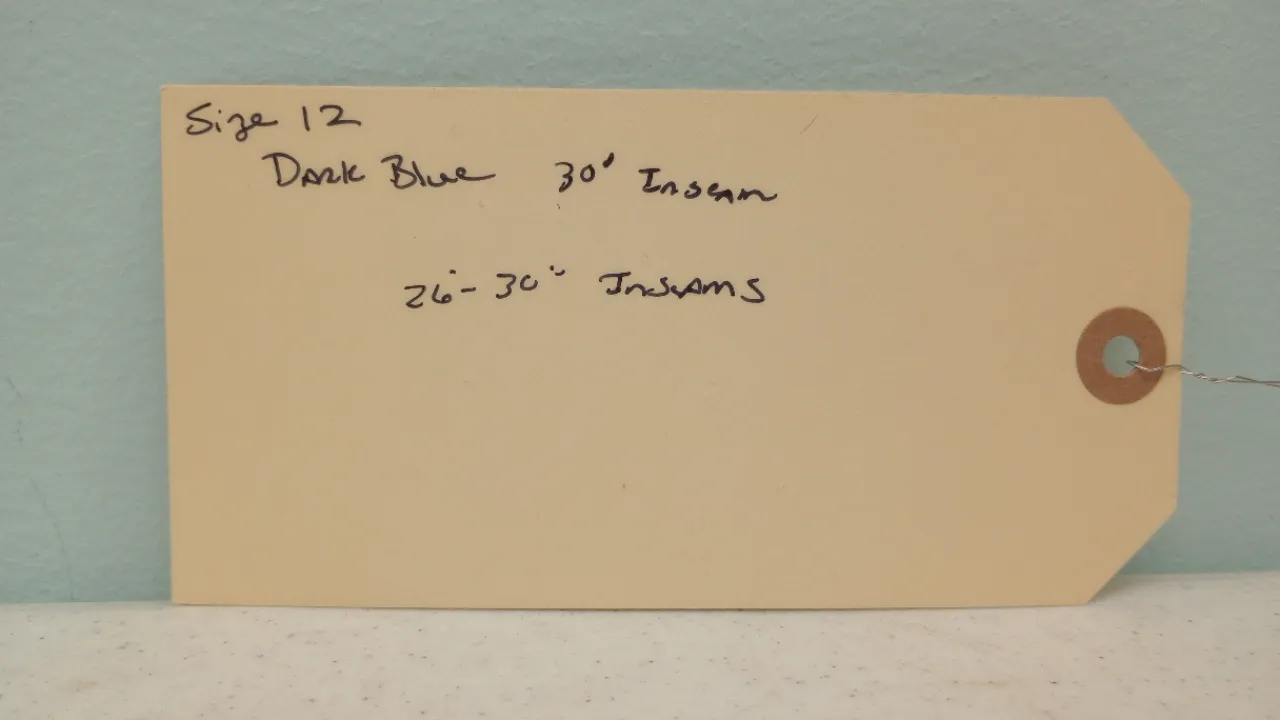 Size 12
Dark Blue 30" Inseam
26"-30" Inseams